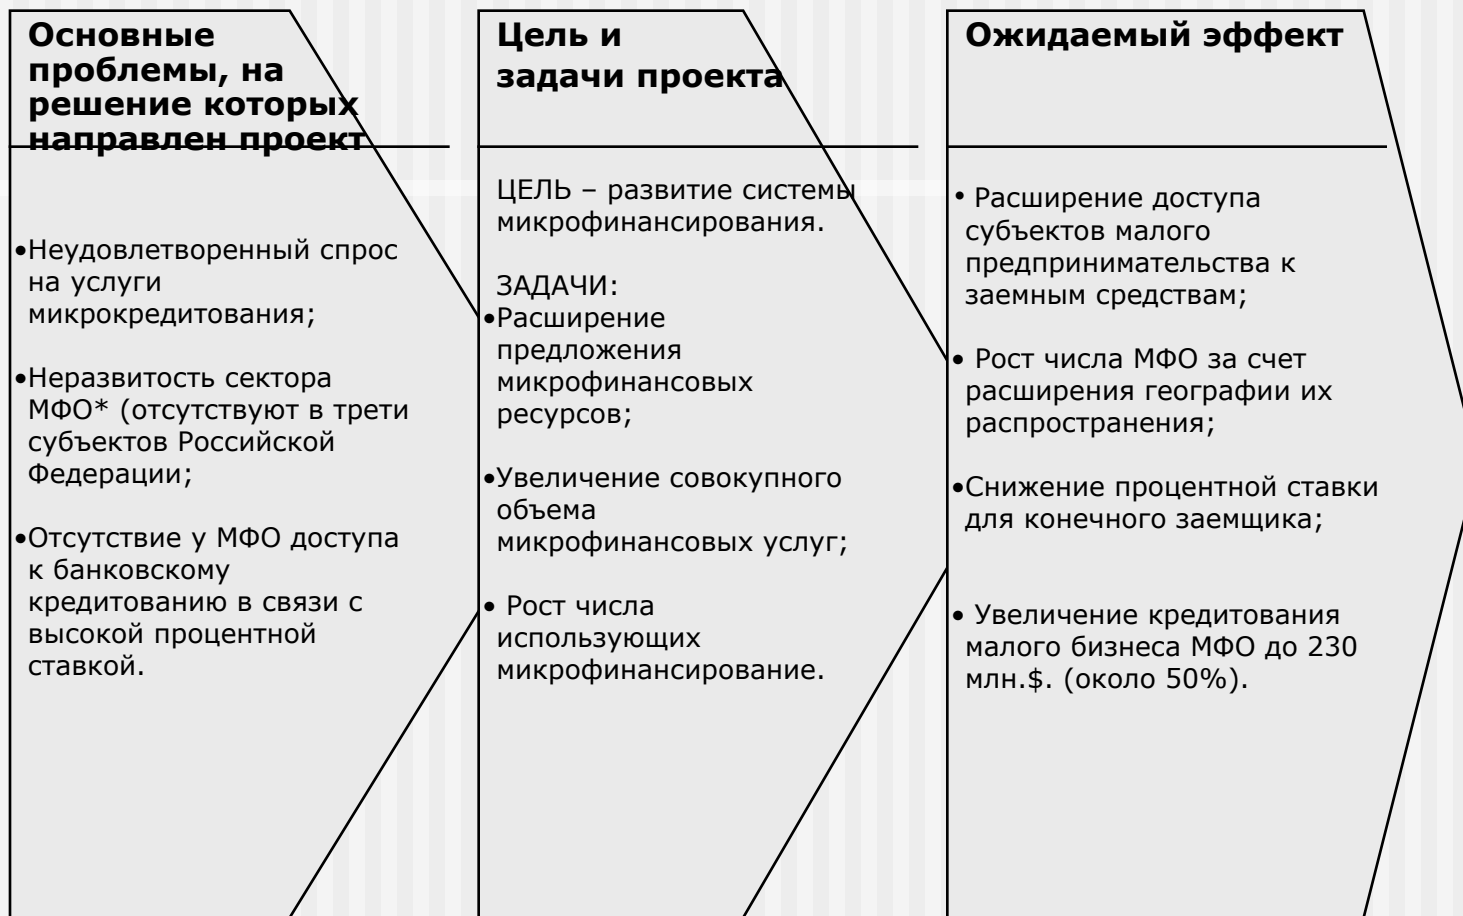 Основные
проблемы, на
решение которых
направлен проект
•Неудовлетворенный спрос
на услуги
микрокредитования;
•Неразвитость сектора
МФО* (отсутствуют в трети
субъектов Российской
Федерации;
•Отсутствие у МФО доступа
к банковскому
кредитованию в связи с
высокой процентной
ставкой.
Цель и
задачи проекта
ЦЕЛЬ – развитие системы
микрофинансирования.
ЗАДАЧИ:
•Расширение
предложения
микрофинансовых
ресурсов;
•Увеличение совокупного
объема
микрофинансовых услуг;
• Рост числа
использующих
микрофинансирование.
Ожидаемый эффект
• Расширение доступа
субъектов малого
предпринимательства к
заемным средствам;
• Рост числа МФО за счет
расширения географии их
распространения;
•Снижение процентной ставки
для конечного заемщика;
• Увеличение кредитования
малого бизнеса МФО до 230
млн.$. (около 50%).